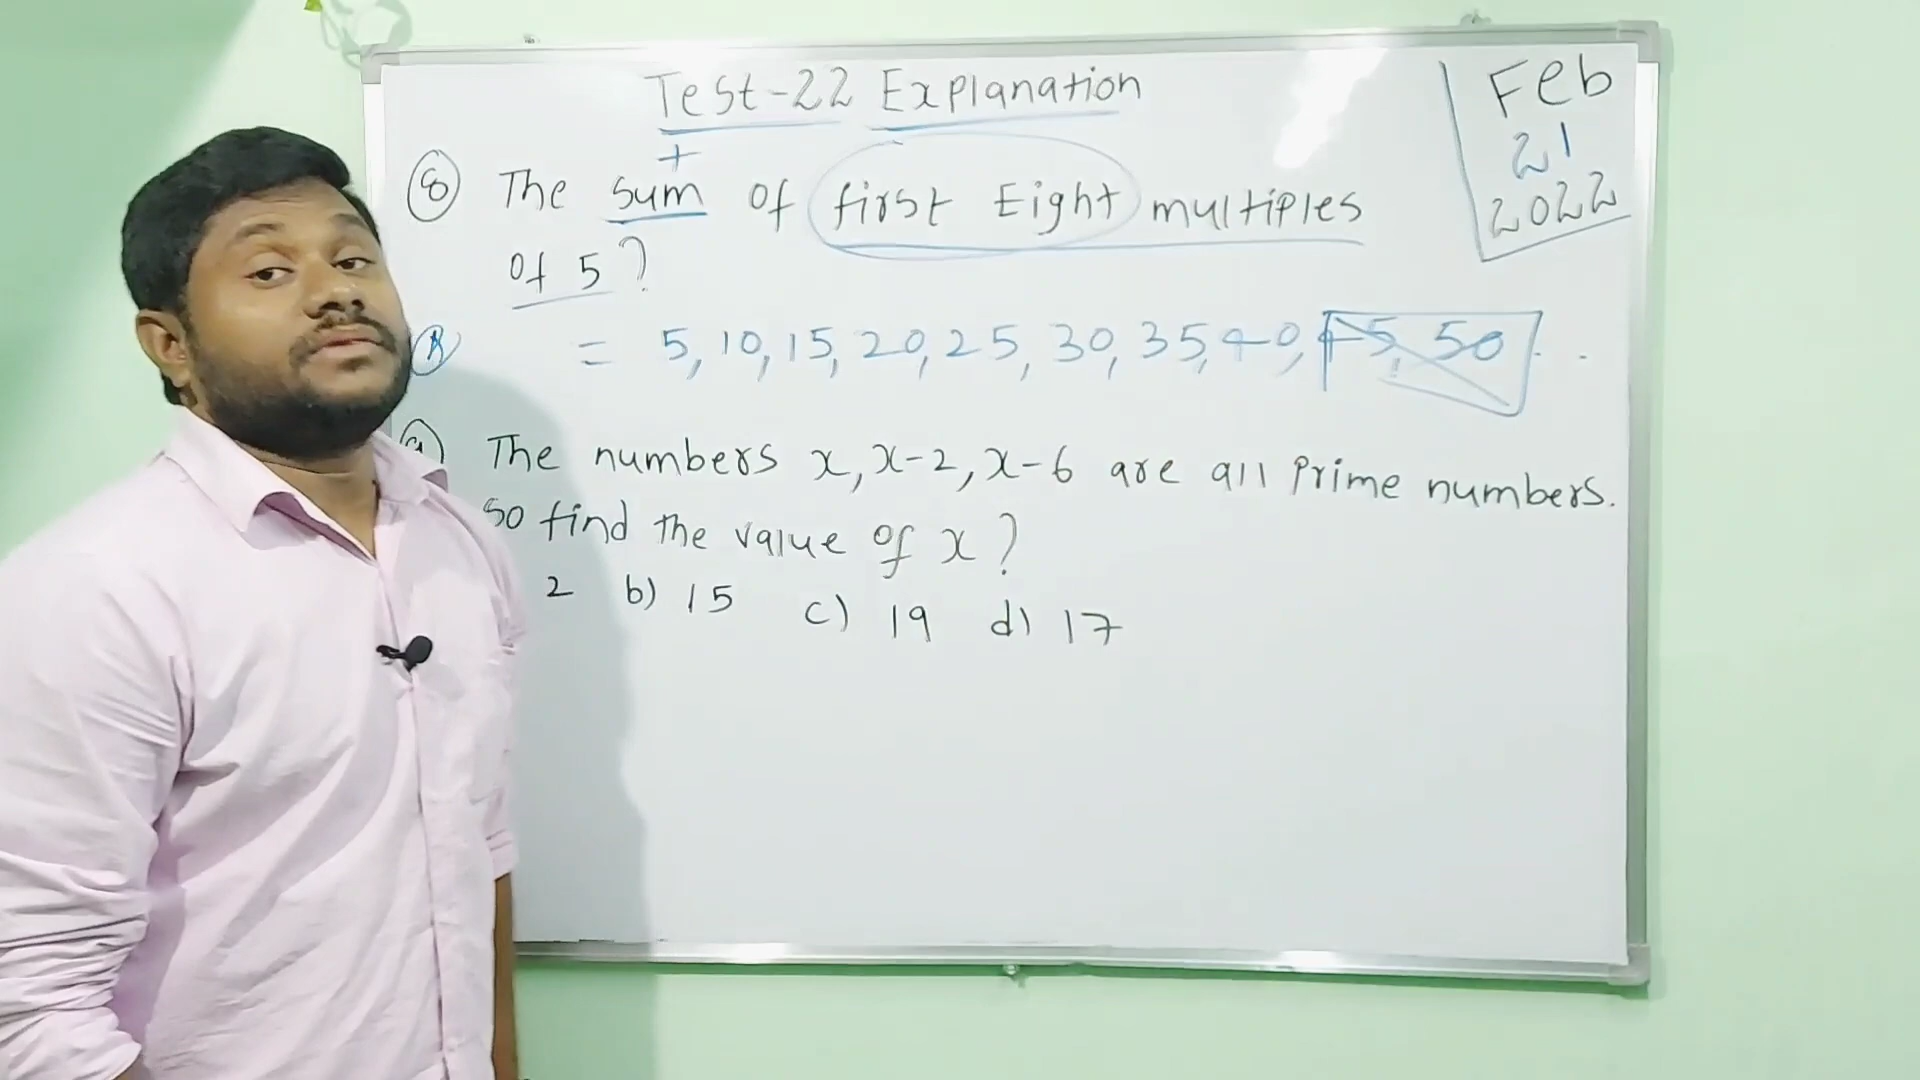 Test-22 Explanation
Feb
21
2022
+
8 The sum of first Eight multiples
of 5?
= 5, 10, 15, 20, 25, 30, 35, 40, 45, 50 . .
The numbers x, x-2, x-6 are all Prime numbers.
so find the value of x?
2 b) 15 c) 19 d) 17